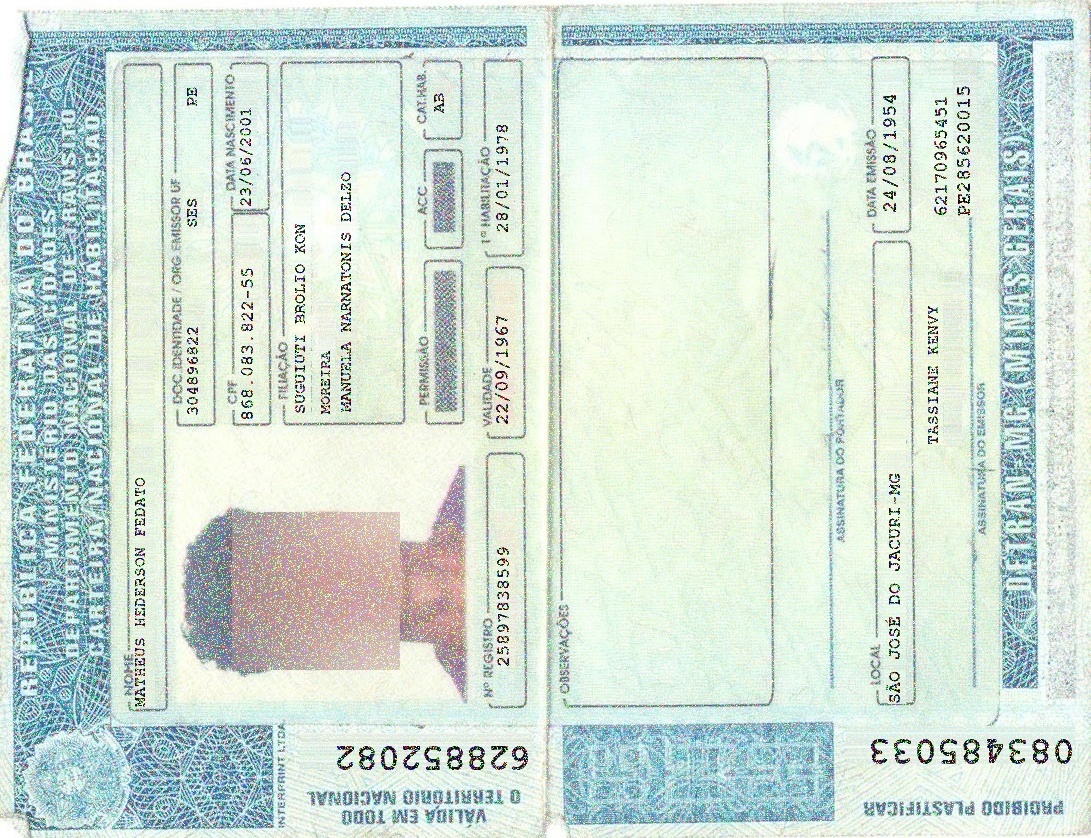 REPÚBLICA FEDERATIVA DO BRASIL
MINISTÉRIO DAS CIDADES
DEPARTAMENTO NACIONAL DE TRÂNSITO
CARTEIRA NACIONAL DE HABILITAÇÃO
NOME
MATHEUS HEDERSON FEDATO
DOC. IDENTIDADE / ORG EMISSOR UF
304896822 SES PE
CPF DATA NASCIMENTO
868.083.822-55 23/06/2001
FILIAÇÃO
SUGUIUTI BROLIO KON
MOREIRA
MANUELA NARNATONIS DELZO
PERMISSÃO ACC CAT.HAB.
AB
Nº REGISTRO VALIDADE 1ª HABILITAÇÃO
25897838599 22/09/1967 28/01/1978
OBSERVAÇÕES
ASSINATURA DO PORTADOR
LOCAL DATA EMISSÃO
SÃO JOSÉ DO JACURI-MG 24/08/1954
62170965451
TASSIANE KENVY PE285620015
ASSINATURA DO EMISSOR
DETRAN-MG (MINAS GERAIS)
INTERPRINT LTDA
VÁLIDA EM TODO
O TERRITÓRIO NACIONAL
628852082
PROIBIDO PLASTIFICAR
083485033